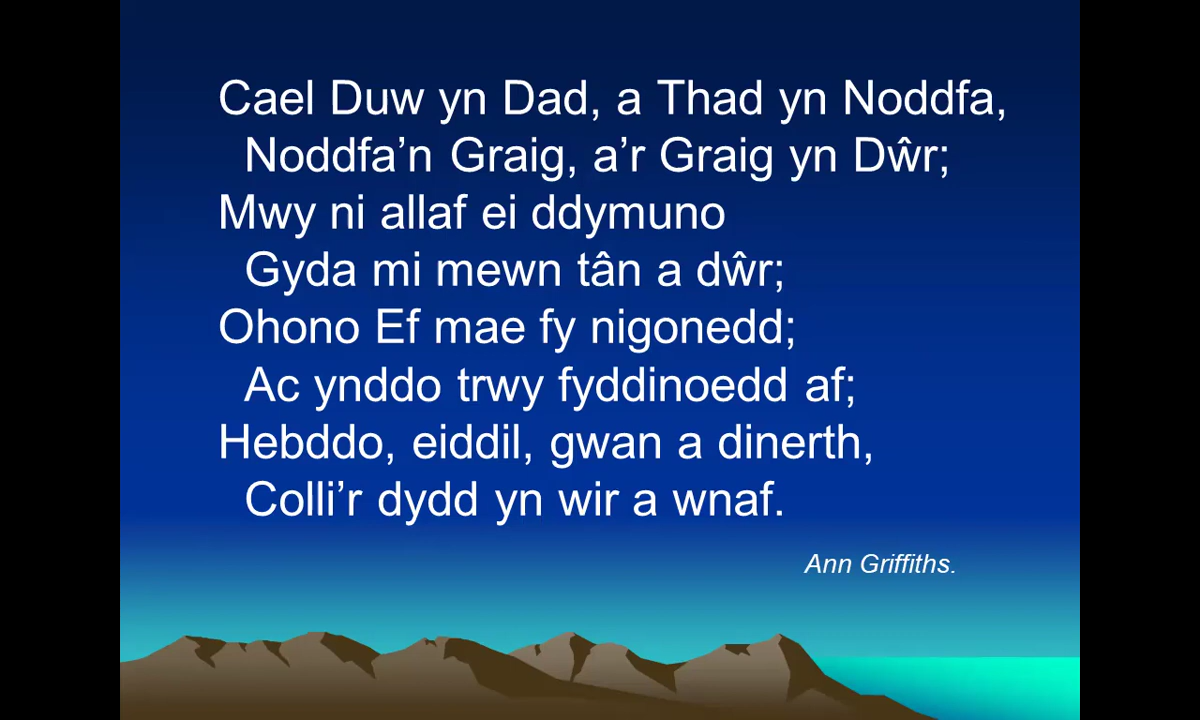 Cael Duw yn Dad, a Thad yn Noddfa,
Noddfa’n Graig, a’r Graig yn Dŵr;
Mwy ni allaf ei ddymuno
Gyda mi mewn tân a dŵr;
Ohono Ef mae fy nigonedd;
Ac ynddo trwy fyddinoedd af;
Hebddo, eiddil, gwan a dinerth,
Colli’r dydd yn wir a wnaf.
Ann Griffiths.